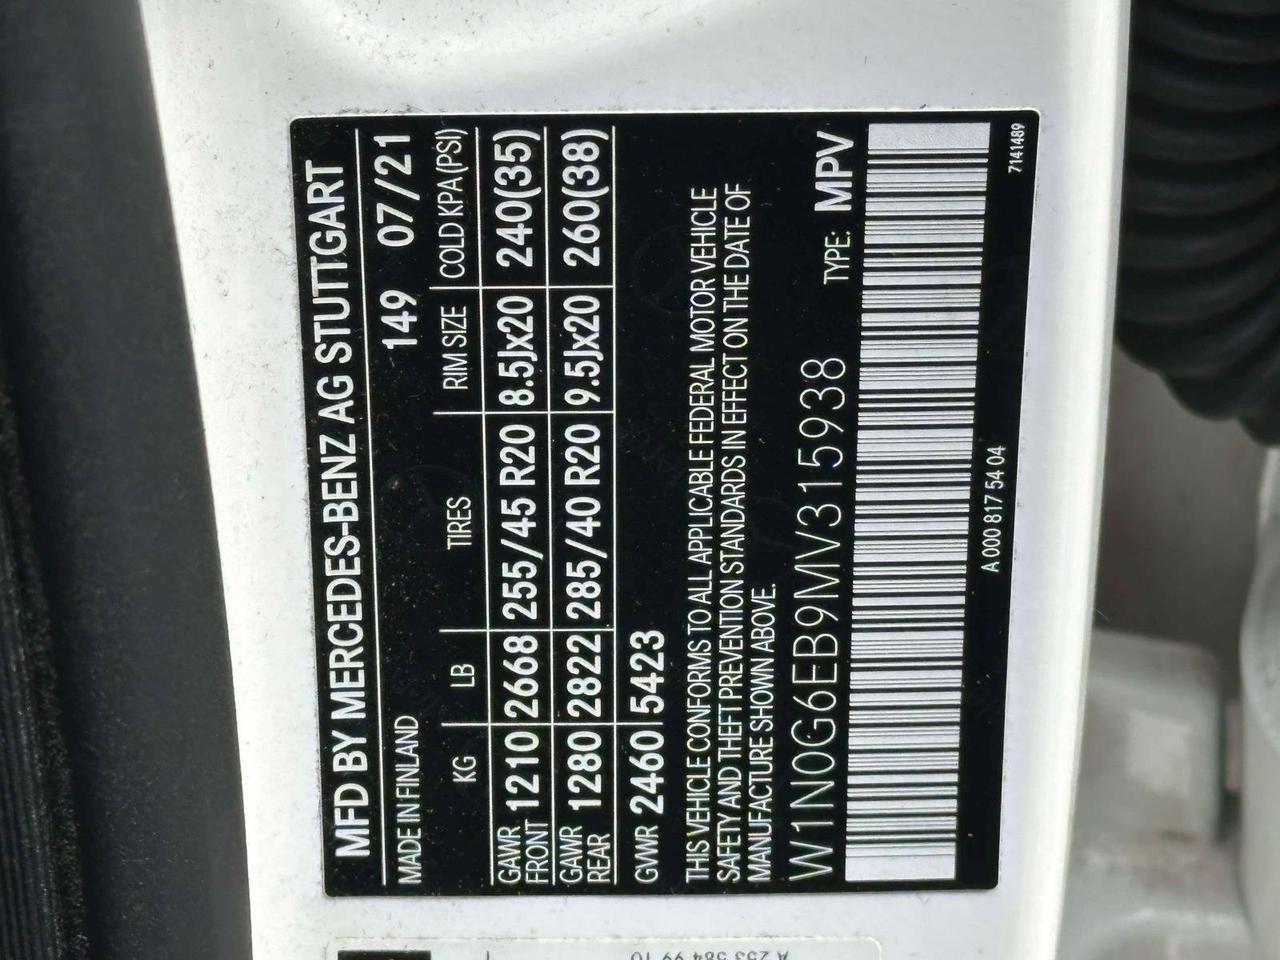 MFD BY MERCEDES-BENZ AG STUTTGART
MADE IN FINLAND 149 07/21
KG LB TIRES RIM SIZE COLD KPA(PSI)
GAWR FRONT 1210 2668 255/45 R20 8.5Jx20 240(35)
GAWR REAR 1280 2822 285/40 R20 9.5Jx20 260(38)
GVWR 2460 5423
THIS VEHICLE CONFORMS TO ALL APPLICABLE FEDERAL MOTOR VEHICLE
SAFETY AND THEFT PREVENTION STANDARDS IN EFFECT ON THE DATE OF
MANUFACTURE SHOWN ABOVE.
W1N0G6EB9MV315938 TYPE: MPV
A 000 817 54 04 7141489
A 253 584 99 10